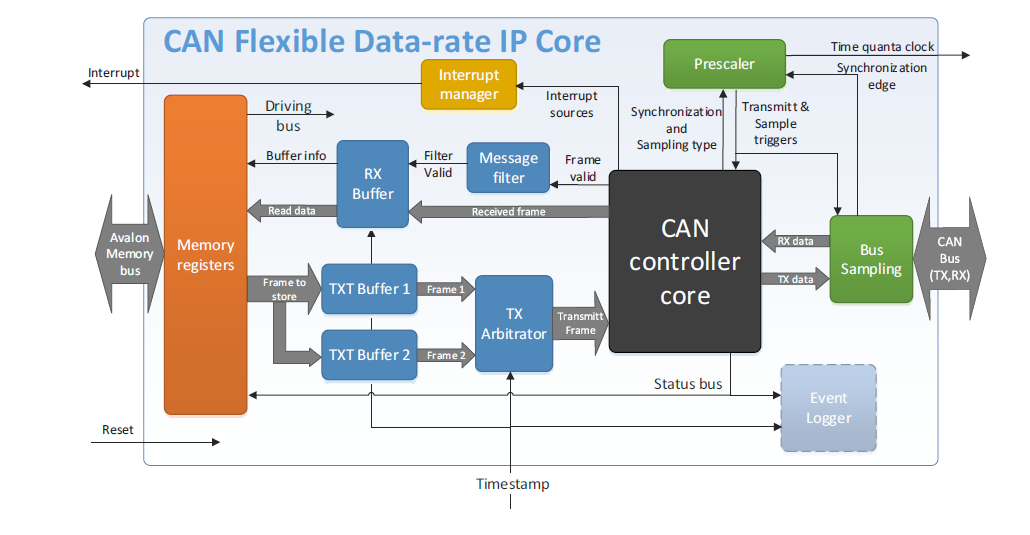 CAN Flexible Data-rate IP Core
Interrupt
Interrupt
manager
Interrupt
sources
Prescaler
Time quanta clock
Synchronization
edge
Driving
bus
Synchronization
and
Sampling type
Transmitt &
Sample
triggers
Buffer info
RX
Buffer
Filter
Valid
Message
filter
Frame
valid
Read data
Received frame
Avalon
Memory
bus
Memory
registers
CAN
controller
core
RX data
TX data
Bus
Sampling
CAN
Bus
(TX,RX)
Frame to
store
TXT Buffer 1
Frame 1
TX
Arbitrator
Transmitt
Frame
TXT Buffer 2
Frame 2
Status bus
Event
Logger
Reset
Timestamp